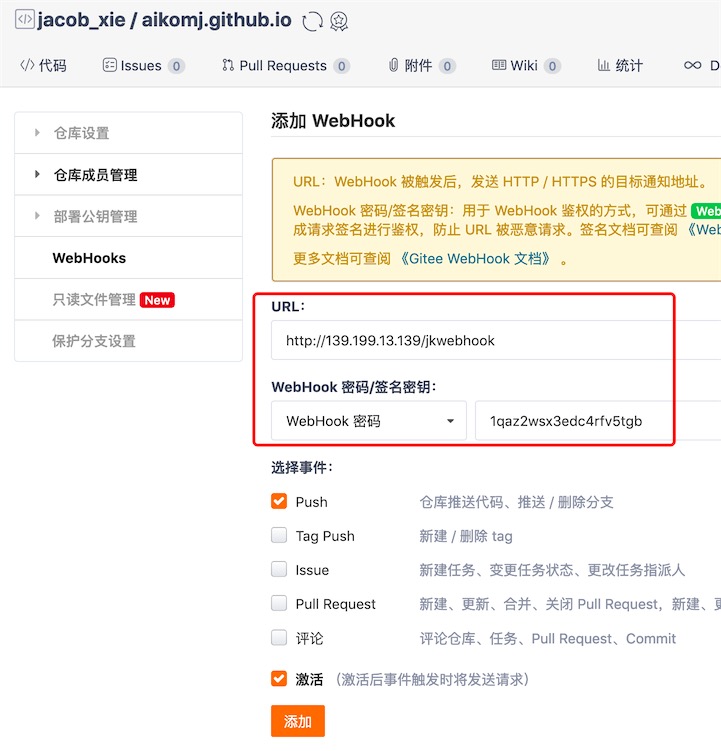 jacob_xie / aikomj.github.io
代码 Issues 0 Pull Requests 0 附件 0 Wiki 0 统计 D
仓库设置
仓库成员管理
部署公钥管理
WebHooks
只读文件管理 New
保护分支设置
添加 WebHook
URL：WebHook 被触发后，发送 HTTP / HTTPS 的目标通知地址。
WebHook 密码/签名密钥：用于 WebHook 鉴权的方式，可通过 Web
成请求签名进行鉴权，防止 URL 被恶意请求。签名文档可查阅 《Web
更多文档可查阅 《Gitee WebHook 文档》 。
URL：
http://139.199.13.139/jkwebhook
WebHook 密码/签名密钥：
WebHook 密码 1qaz2wsx3edc4rfv5tgb
选择事件：
Push 仓库推送代码、推送 / 删除分支
Tag Push 新建 / 删除 tag
Issue 新建任务、变更任务状态、更改任务指派人
Pull Request 新建、更新、合并、关闭 Pull Request，新建、
评论 评论仓库、任务、Pull Request、Commit
激活 （激活后事件触发时将发送请求）
添加